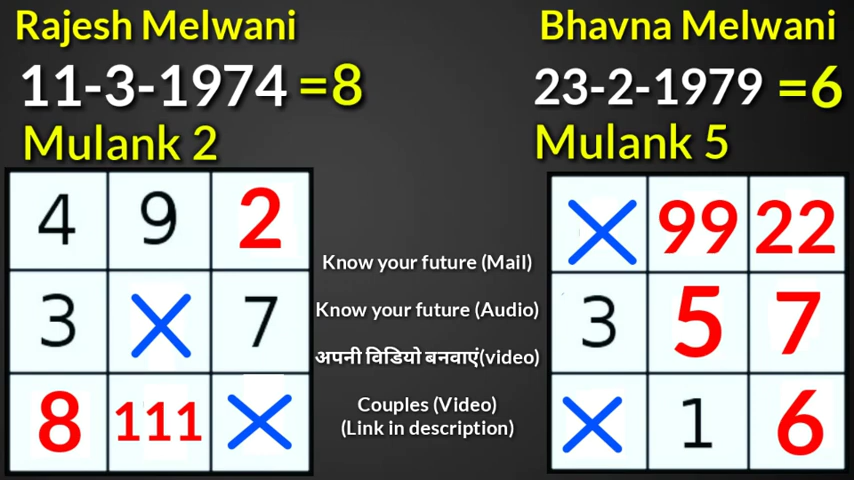 Rajesh Melwani
11-3-1974 =8
Mulank 2
4 9 2
3 7
8 111
Know your future (Mail)
Know your future (Audio)
अपनी विडियो बनवाएं(video)
Couples (Video)
(Link in description)
Bhavna Melwani
23-2-1979 =6
Mulank 5
99 22
3 5 7
1 6